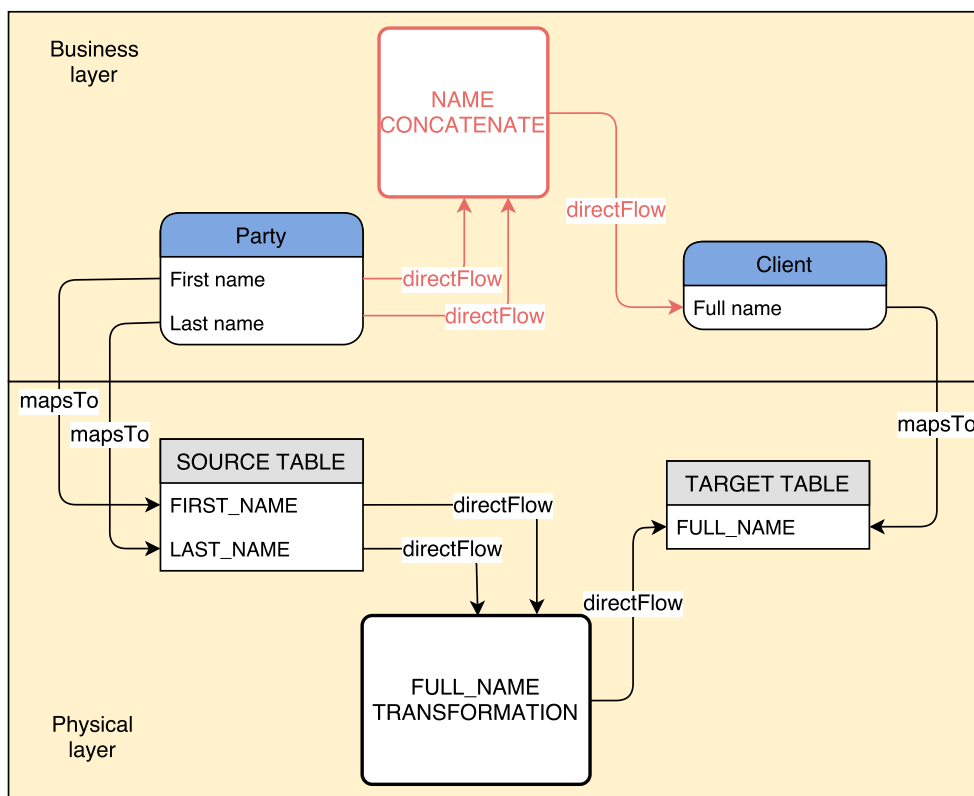 Business
layer
NAME
CONCATENATE
directFlow
Party
First name
directFlow
Last name
directFlow
Client
Full name
mapsTo
mapsTo
mapsTo
SOURCE TABLE
FIRST_NAME
LAST_NAME
directFlow
directFlow
TARGET TABLE
FULL_NAME
directFlow
FULL_NAME
TRANSFORMATION
Physical
layer